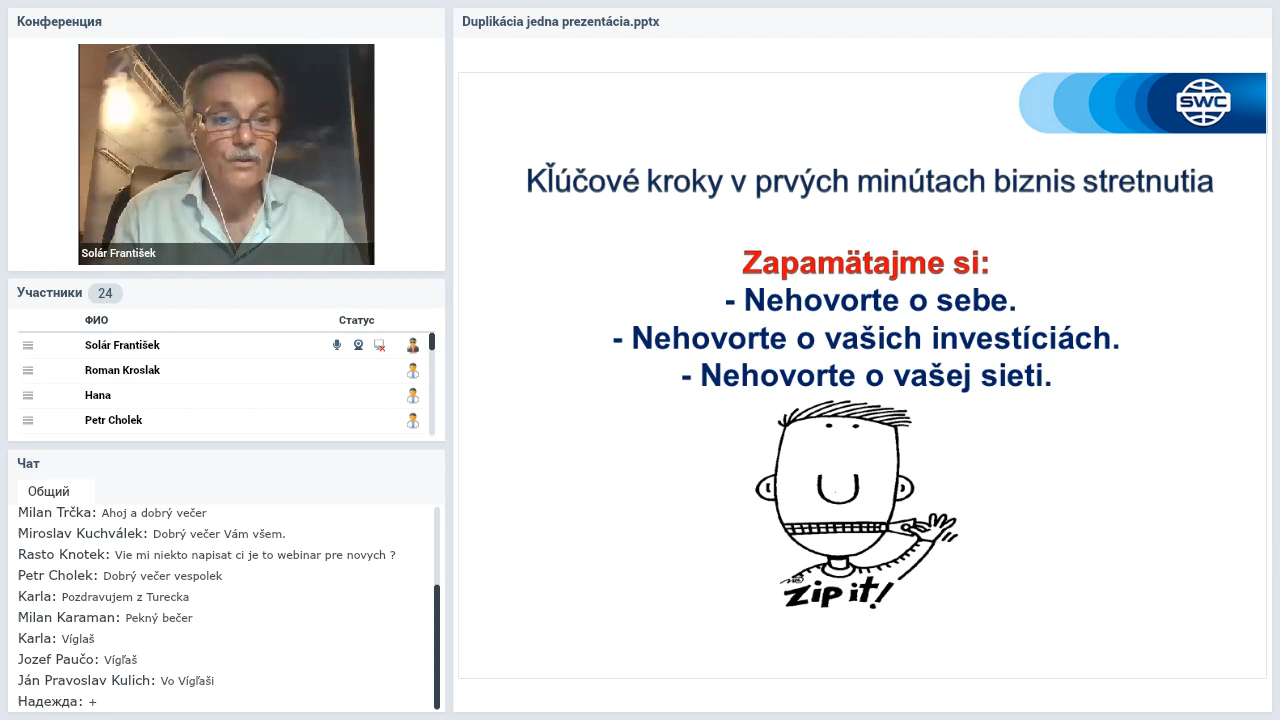 Конференция
Solár František
Участники 24
ФИО Статус
Solár František
Roman Kroslak
Hana
Petr Cholek
Чат
Общий
Milan Trčka: Ahoj a dobrý večer
Miroslav Kuchválek: Dobrý večer Vám všem.
Rasto Knotek: Vie mi niekto napisat ci je to webinar pre novych ?
Petr Cholek: Dobrý večer vespolek
Karla: Pozdravujem z Turecka
Milan Karaman: Pekný bečer
Karla: Víglaš
Jozef Paučo: Vígľaš
Ján Pravoslav Kulich: Vo Vígľaši
Надежда: +
Duplikácia jedna prezentácia.pptx
SWC
Kľúčové kroky v prvých minútach biznis stretnutia
Zapamätajme si:
- Nehovorte o sebe.
- Nehovorte o vašich investíciách.
- Nehovorte o vašej sieti.
zip it!